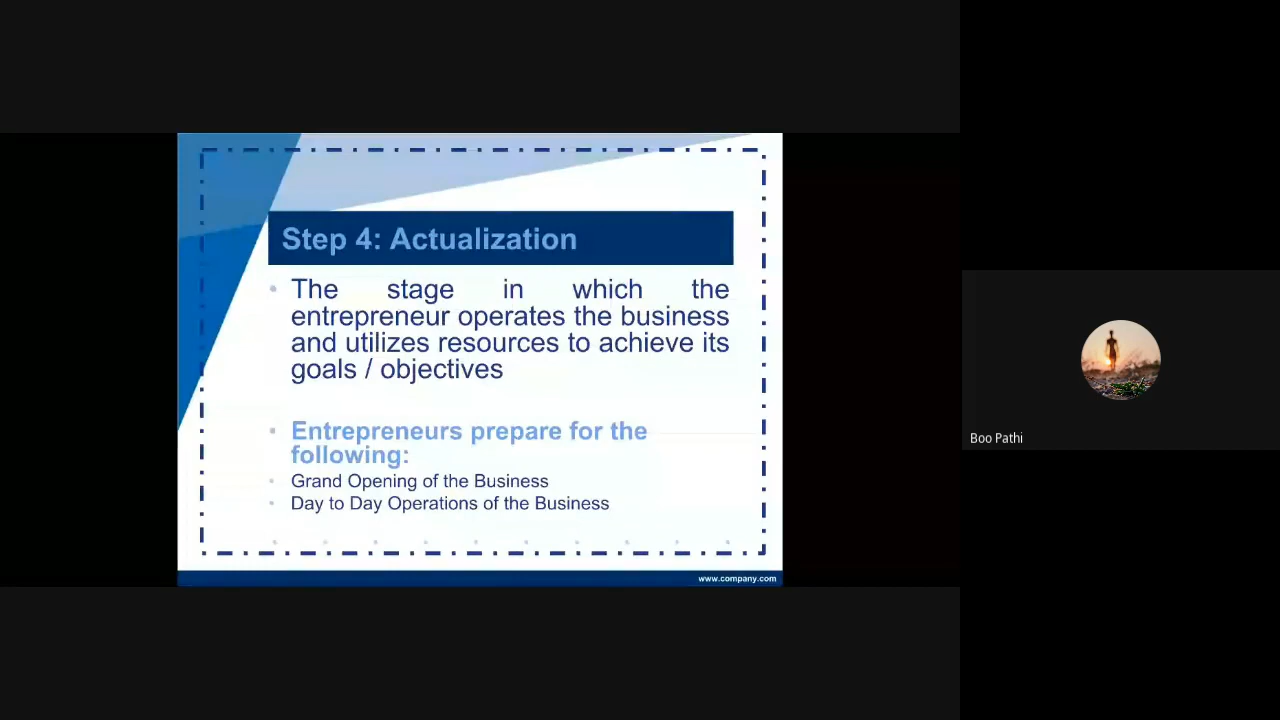 Step 4: Actualization
The stage in which the
entrepreneur operates the business
and utilizes resources to achieve its
goals / objectives
Entrepreneurs prepare for the
following:
Grand Opening of the Business
Day to Day Operations of the Business
www.company.com
Boo Pathi